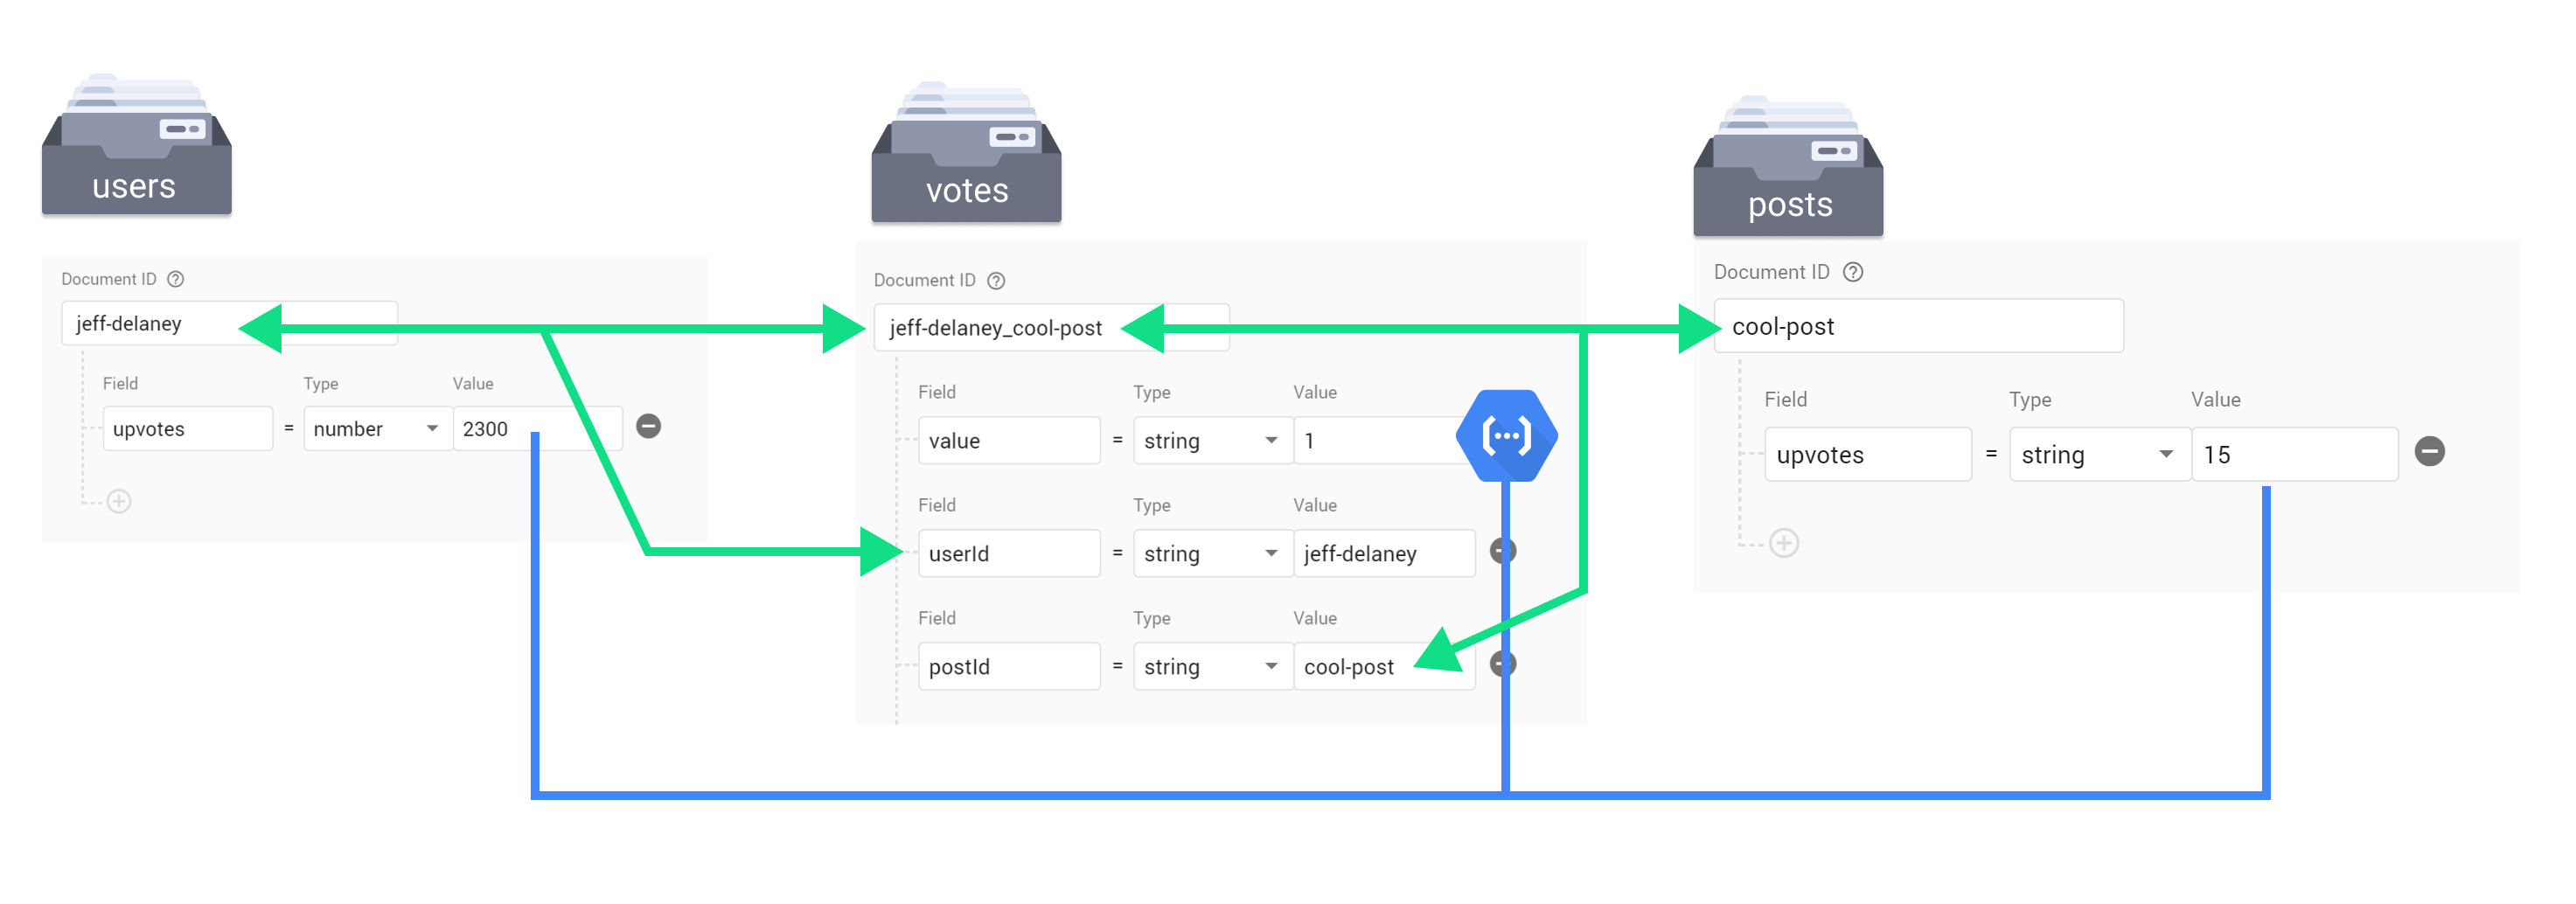 users
Document ID
jeff-delaney
Field Type Value
upvotes = number 2300
votes
Document ID
jeff-delaney_cool-post
Field Type Value
value = string 1
Field Type Value
userId = string jeff-delaney
Field Type Value
postId = string cool-post
posts
Document ID
cool-post
Field Type Value
upvotes = string 15